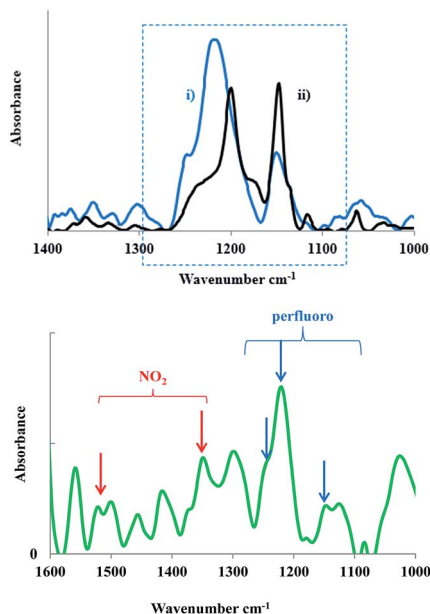 Absorbance
i)
ii)
1400 1300 1200 1100 1000
Wavenumber cm-1
perfluoro
NO2
Absorbance
0
1600 1500 1400 1300 1200 1100 1000
Wavenumber cm-1